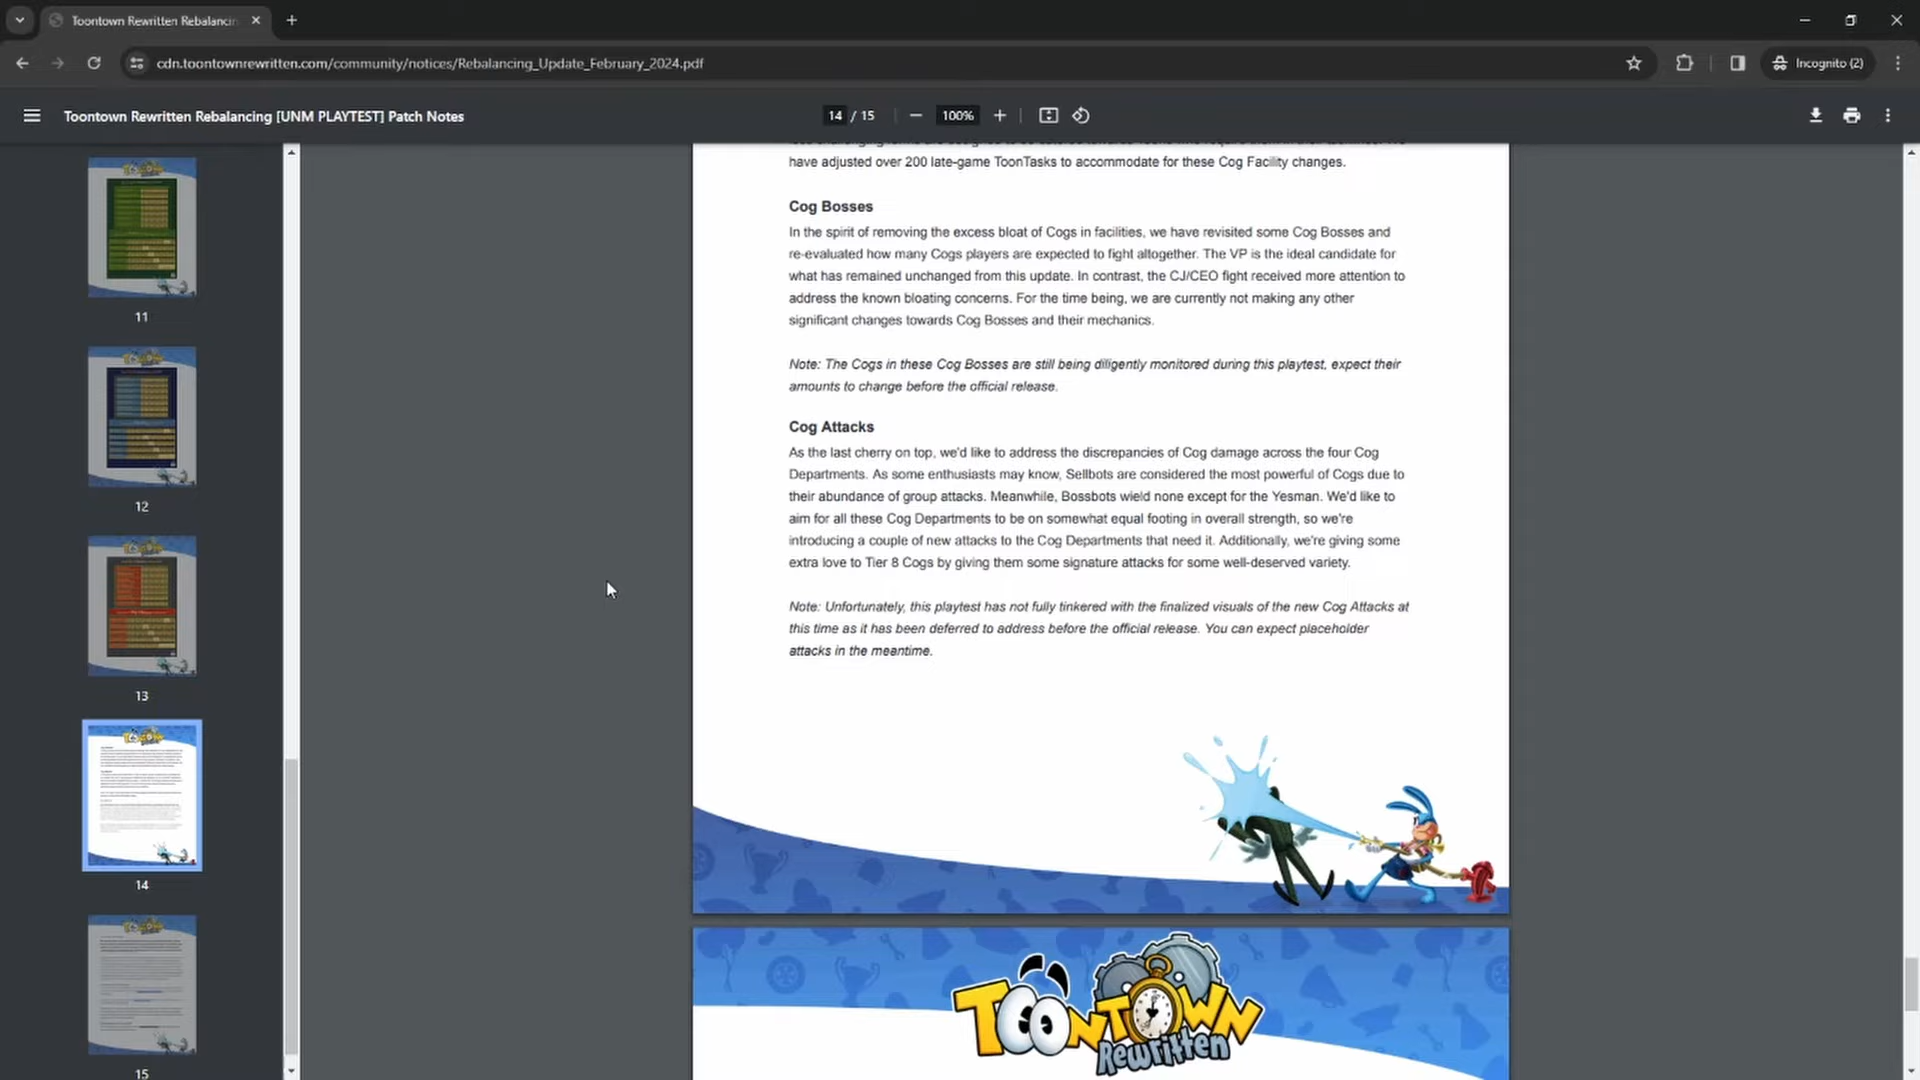 Toontown Rewritten Rebalancin
cdn.toontownrewritten.com/community/notices/Rebalancing_Update_February_2024.pdf
Incognito (2)
Toontown Rewritten Rebalancing [UNM PLAYTEST] Patch Notes
14 / 15
100%
11
12
13
14
15
have adjusted over 200 late-game ToonTasks to accommodate for these Cog Facility changes.
Cog Bosses
In the spirit of removing the excess bloat of Cogs in facilities, we have revisited some Cog Bosses and
re-evaluated how many Cogs players are expected to fight altogether. The VP is the ideal candidate for
what has remained unchanged from this update. In contrast, the CJ/CEO fight received more attention to
address the known bloating concerns. For the time being, we are currently not making any other
significant changes towards Cog Bosses and their mechanics.
Note: The Cogs in these Cog Bosses are still being diligently monitored during this playtest, expect their
amounts to change before the official release.
Cog Attacks
As the last cherry on top, we'd like to address the discrepancies of Cog damage across the four Cog
Departments. As some enthusiasts may know, Sellbots are considered the most powerful of Cogs due to
their abundance of group attacks. Meanwhile, Bossbots wield none except for the Yesman. We'd like to
aim for all these Cog Departments to be on somewhat equal footing in overall strength, so we're
introducing a couple of new attacks to the Cog Departments that need it. Additionally, we're giving some
extra love to Tier 8 Cogs by giving them some signature attacks for some well-deserved variety.
Note: Unfortunately, this playtest has not fully tinkered with the finalized visuals of the new Cog Attacks at
this time as it has been deferred to address before the official release. You can expect placeholder
attacks in the meantime.
TOONTOWN
Rewritten